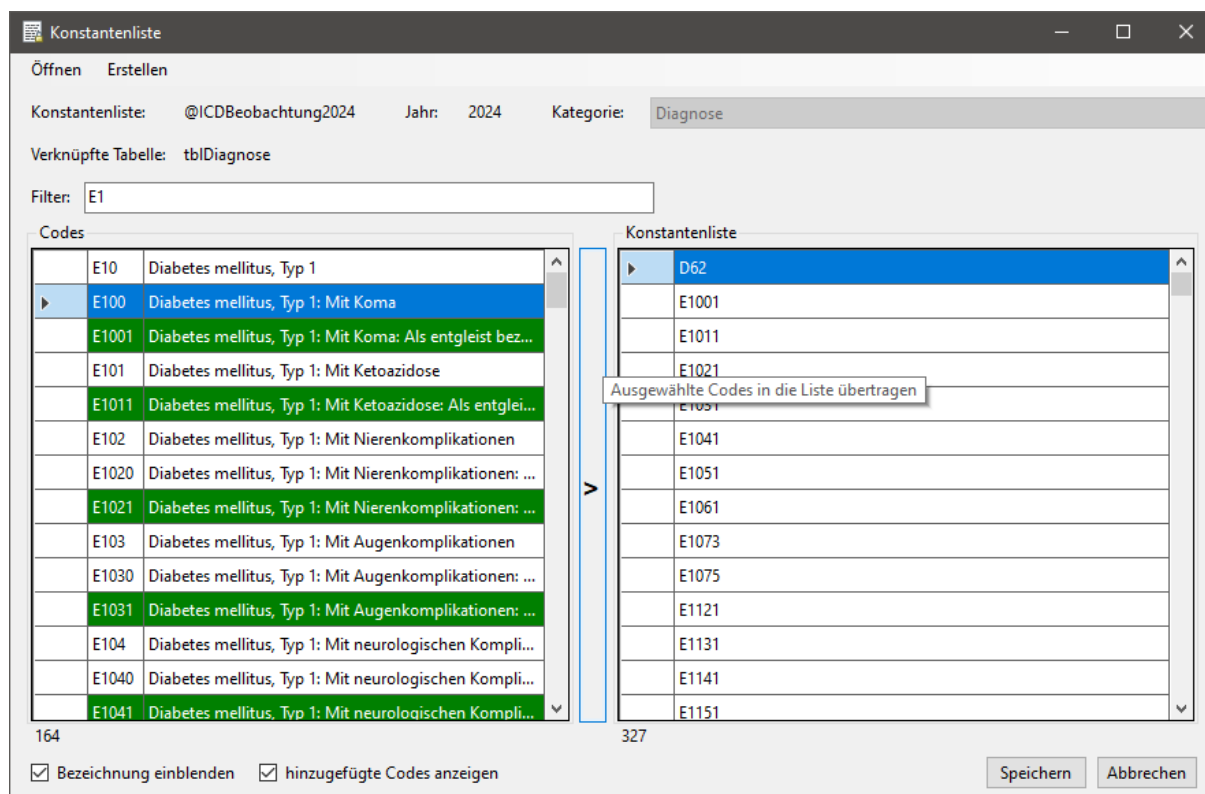 Konstantenliste
Öffnen Erstellen
Konstantenliste: @ICDBeobachtung2024 Jahr: 2024 Kategorie: Diagnose
Verknüpfte Tabelle: tblDiagnose
Filter: E1
Codes
E10 Diabetes mellitus, Typ 1
E100 Diabetes mellitus, Typ 1: Mit Koma
E1001 Diabetes mellitus, Typ 1: Mit Koma: Als entgleist bez...
E101 Diabetes mellitus, Typ 1: Mit Ketoazidose
E1011 Diabetes mellitus, Typ 1: Mit Ketoazidose: Als entglei...
E102 Diabetes mellitus, Typ 1: Mit Nierenkomplikationen
E1020 Diabetes mellitus, Typ 1: Mit Nierenkomplikationen: ...
E1021 Diabetes mellitus, Typ 1: Mit Nierenkomplikationen: ...
E103 Diabetes mellitus, Typ 1: Mit Augenkomplikationen
E1030 Diabetes mellitus, Typ 1: Mit Augenkomplikationen: ...
E1031 Diabetes mellitus, Typ 1: Mit Augenkomplikationen: ...
E104 Diabetes mellitus, Typ 1: Mit neurologischen Kompli...
E1040 Diabetes mellitus, Typ 1: Mit neurologischen Kompli...
E1041 Diabetes mellitus, Typ 1: Mit neurologischen Kompli...
164
>
Konstantenliste
D62
E1001
E1011
E1021
Ausgewählte Codes in die Liste übertragen
E1031
E1041
E1051
E1061
E1073
E1075
E1121
E1131
E1141
E1151
327
Bezeichnung einblenden hinzugefügte Codes anzeigen Speichern Abbrechen